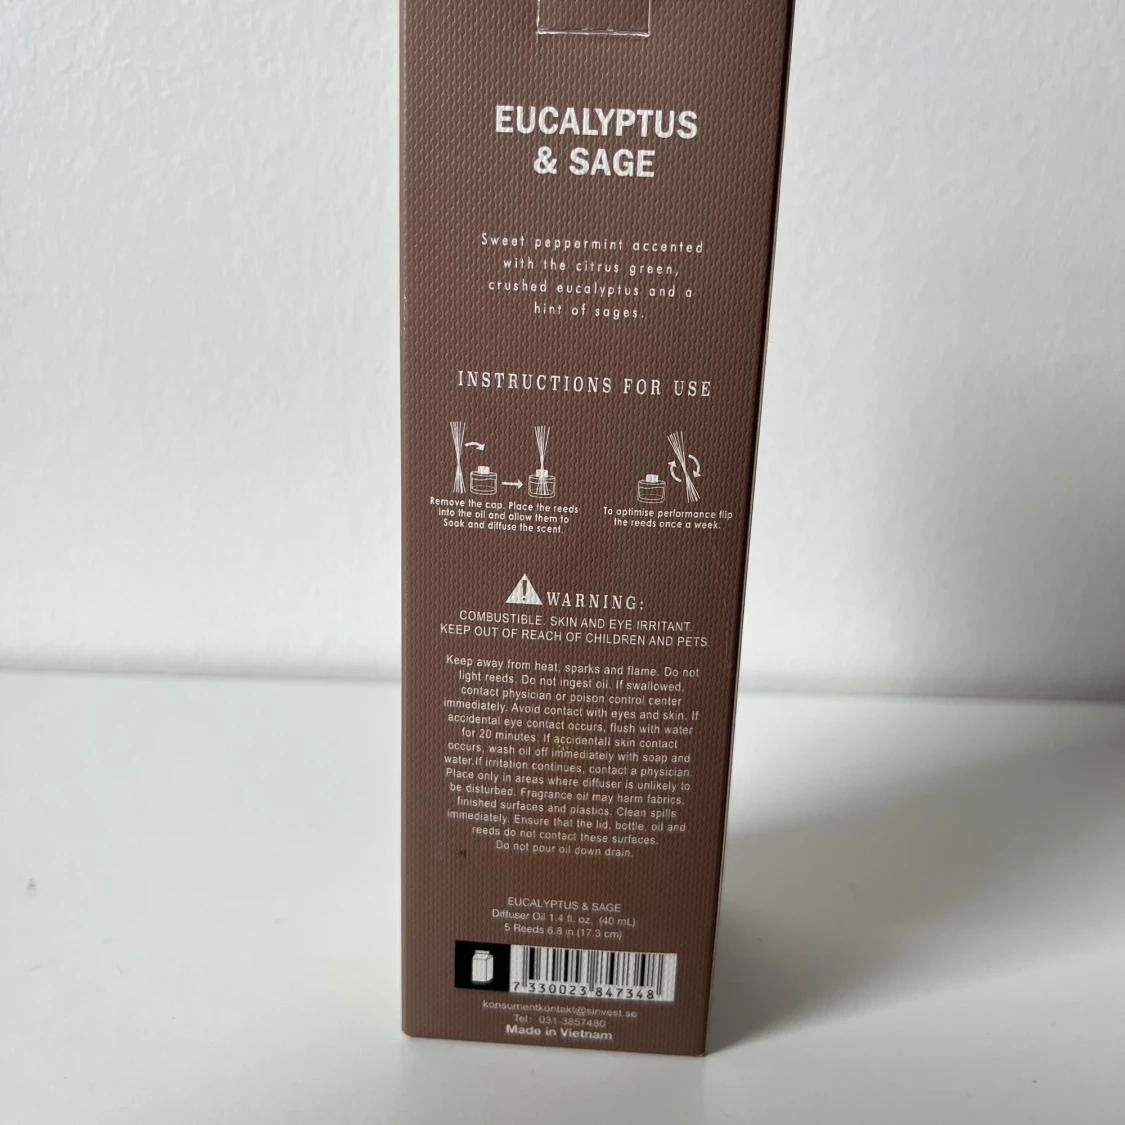 EUCALYPTUS
& SAGE
Sweet peppermint accented
with the citrus green,
crushed eucalyptus and a
hint of sages.
INSTRUCTIONS FOR USE
Remove the cap. Place the reeds
into the oil and allow them to
Soak and diffuse the scent.
To optimise performance flip
the reeds once a week.
WARNING:
COMBUSTIBLE. SKIN AND EYE IRRITANT.
KEEP OUT OF REACH OF CHILDREN AND PETS
Keep away from heat, sparks and flame. Do not
light reeds. Do not ingest oil. If swallowed,
contact physician or poison control center
immediately. Avoid contact with eyes and skin. If
accidental eye contact occurs, flush with water
for 20 minutes. If accidentali skin contact
occurs, wash oil off immediately with soap and
water.If irritation continues, contact a physician.
Place only in areas where diffuser is unlikely to
be disturbed. Fragrance oil may harm fabrics,
finished surfaces and plastics. Clean spills
immediately. Ensure that the lid, bottle, oil and
reeds do not contact these surfaces.
Do not pour oil down drain.
EUCALYPTUS & SAGE
Diffuser Oil 1.4 fl. oz. (40 mL)
5 Reeds 6.8 in (17.3 cm)
7 330023 847348
konsumentkontakt@sinvest.se
Tel: 031-3857480
Made in Vietnam